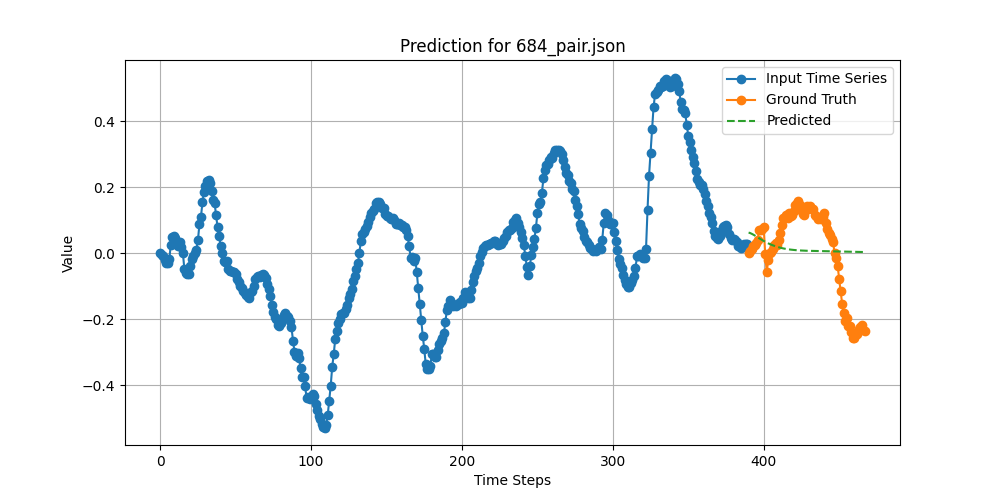 Prediction for 684_pair.json
Input Time Series
Ground Truth
Predicted
0.4
0.2
0.0
−0.2
−0.4
Value
0
100
200
300
400
Time Steps